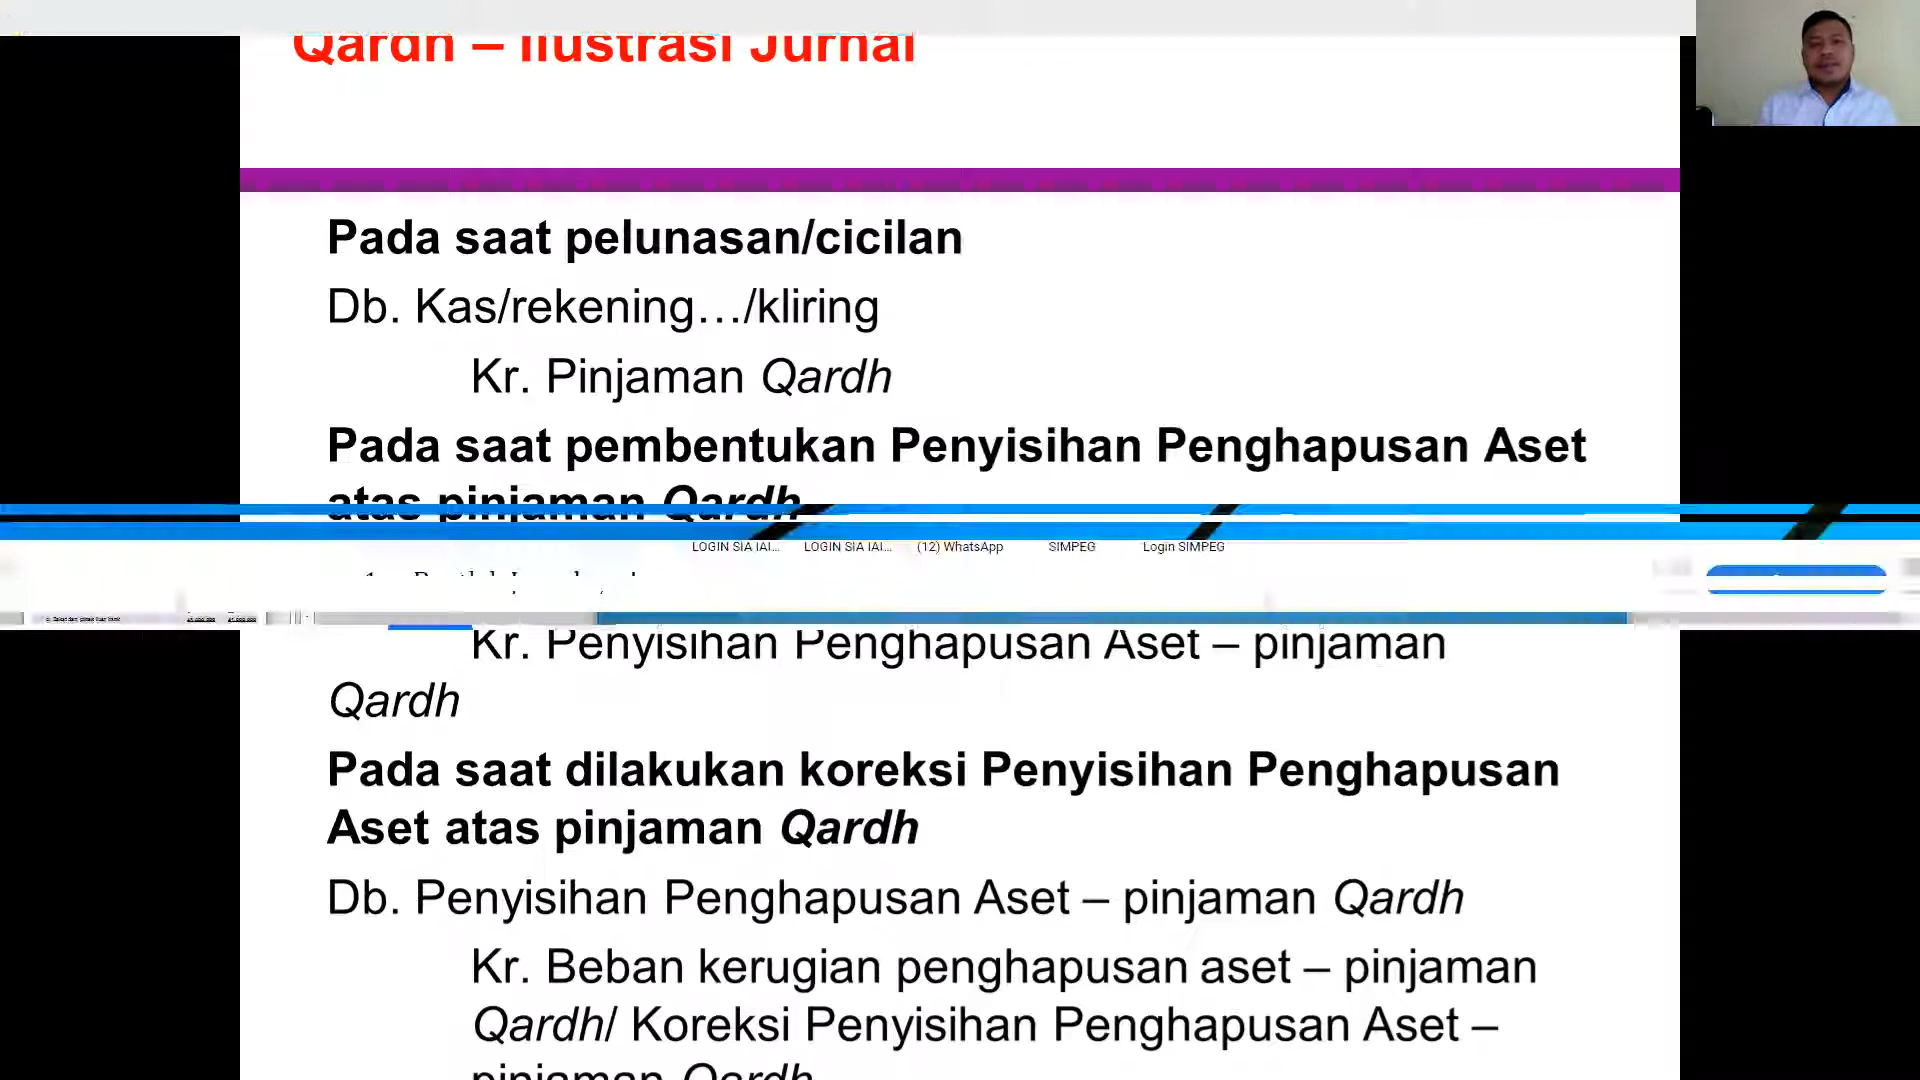 Qardh – Ilustrasi Jurnal
Pada saat pelunasan/cicilan
Db. Kas/rekening…/kliring
Kr. Pinjaman Qardh
Pada saat pembentukan Penyisihan Penghapusan Aset
atas pinjaman Qardh
LOGIN SIA IAI... LOGIN SIA IAI... (12) WhatsApp SIMPEG Login SIMPEG
Kr. Penyisihan Penghapusan Aset – pinjaman
Qardh
Pada saat dilakukan koreksi Penyisihan Penghapusan
Aset atas pinjaman Qardh
Db. Penyisihan Penghapusan Aset – pinjaman Qardh
Kr. Beban kerugian penghapusan aset – pinjaman
Qardh/ Koreksi Penyisihan Penghapusan Aset –
pinjaman Qardh